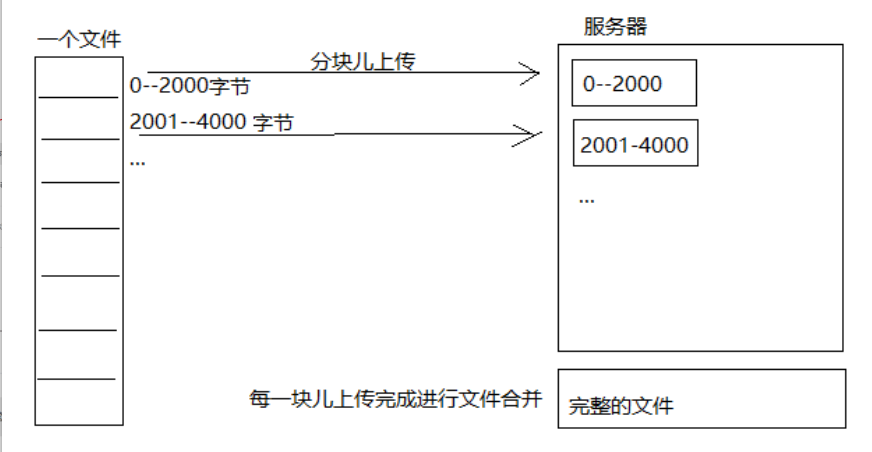 一个文件
服务器
分块儿上传
0--2000字节
0--2000
2001--4000 字节
2001-4000
...
...
每一块儿上传完成进行文件合并
完整的文件